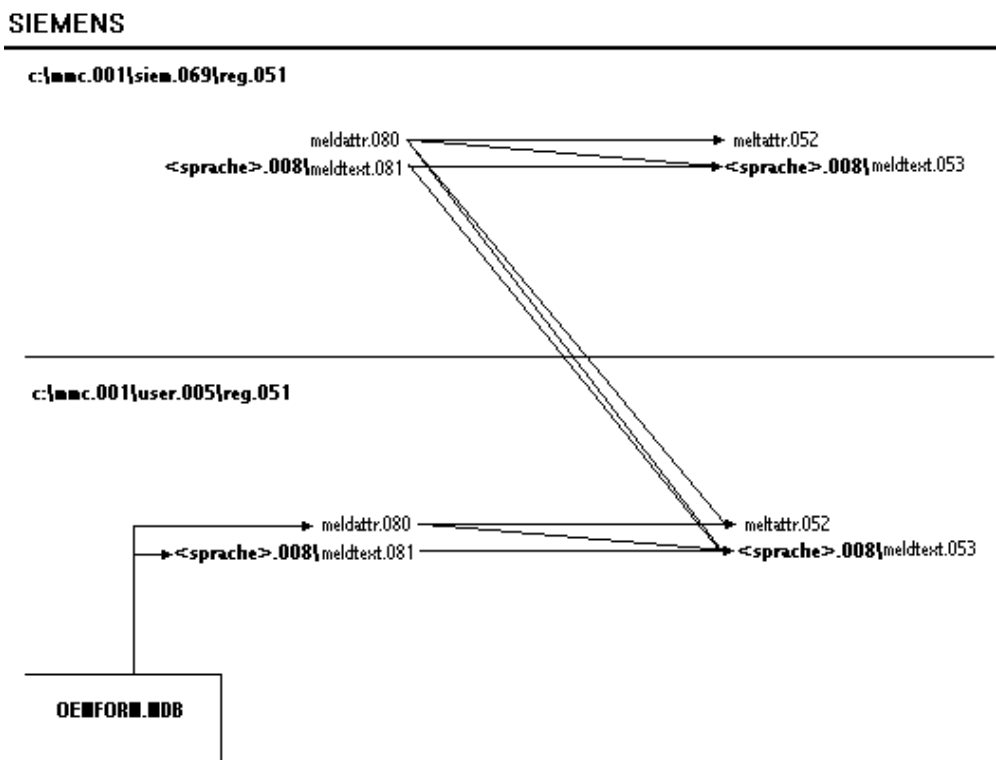 SIEMENS
c:\mmc.001\siem.069\reg.051
meldattr.080 meltattr.052
<sprache>.008\meldtext.081 <sprache>.008\meldtext.053
c:\mmc.001\user.005\reg.051
meldattr.080 meltattr.052
<sprache>.008\meldtext.081 <sprache>.008\meldtext.053
OEMFORM.MDB